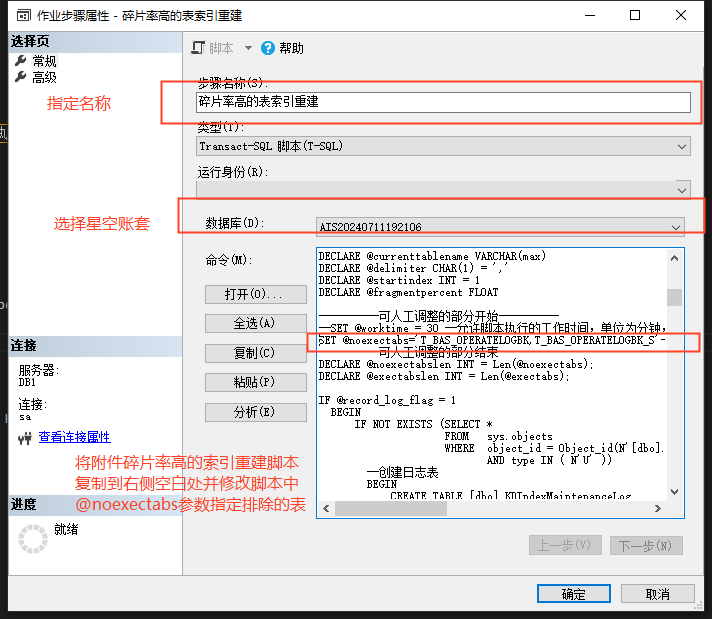 作业步骤属性 - 碎片率高的表索引重建
选择页
常规
高级
脚本
帮助
步骤名称(S):
碎片率高的表索引重建
指定名称
类型(T):
Transact-SQL 脚本(T-SQL)
运行身份(R):
选择星空账套
数据库(D):
AIS20240711192106
命令(M):
打开(O)...
全选(A)
复制(C)
粘贴(P)
分析(E)
DECLARE @currenttablename VARCHAR(max)
DECLARE @delimiter CHAR(1) = ','
DECLARE @startindex INT = 1
DECLARE @fragmentpercent FLOAT
----------可人工调整的部分开始----------
--SET @worktime = 30 --允许脚本执行的工作时间，单位为分钟，
SET @noexectabs='T_BAS_OPERATELOGBK,T_BAS_OPERATELOGBK_S'-
----------可人工调整的部分结束
DECLARE @noexectabslen INT = Len(@noexectabs);
DECLARE @exectabslen INT = Len(@exectabs);
IF @record_log_flag = 1
BEGIN
IF NOT EXISTS (SELECT *
FROM sys.objects
WHERE object_id = Object_id(N'[dbo].
AND type IN ( N'U' ))
--创建日志表
BEGIN
CREATE TABLE [dbo].KDIndexMaintenanceLog
连接
服务器:
DB1
连接:
sa
查看连接属性
将附件碎片率高的索引重建脚本
复制到右侧空白处并修改脚本中
@noexectabs参数指定排除的表
进度
就绪
上一步(V)
下一步(N)
确定
取消